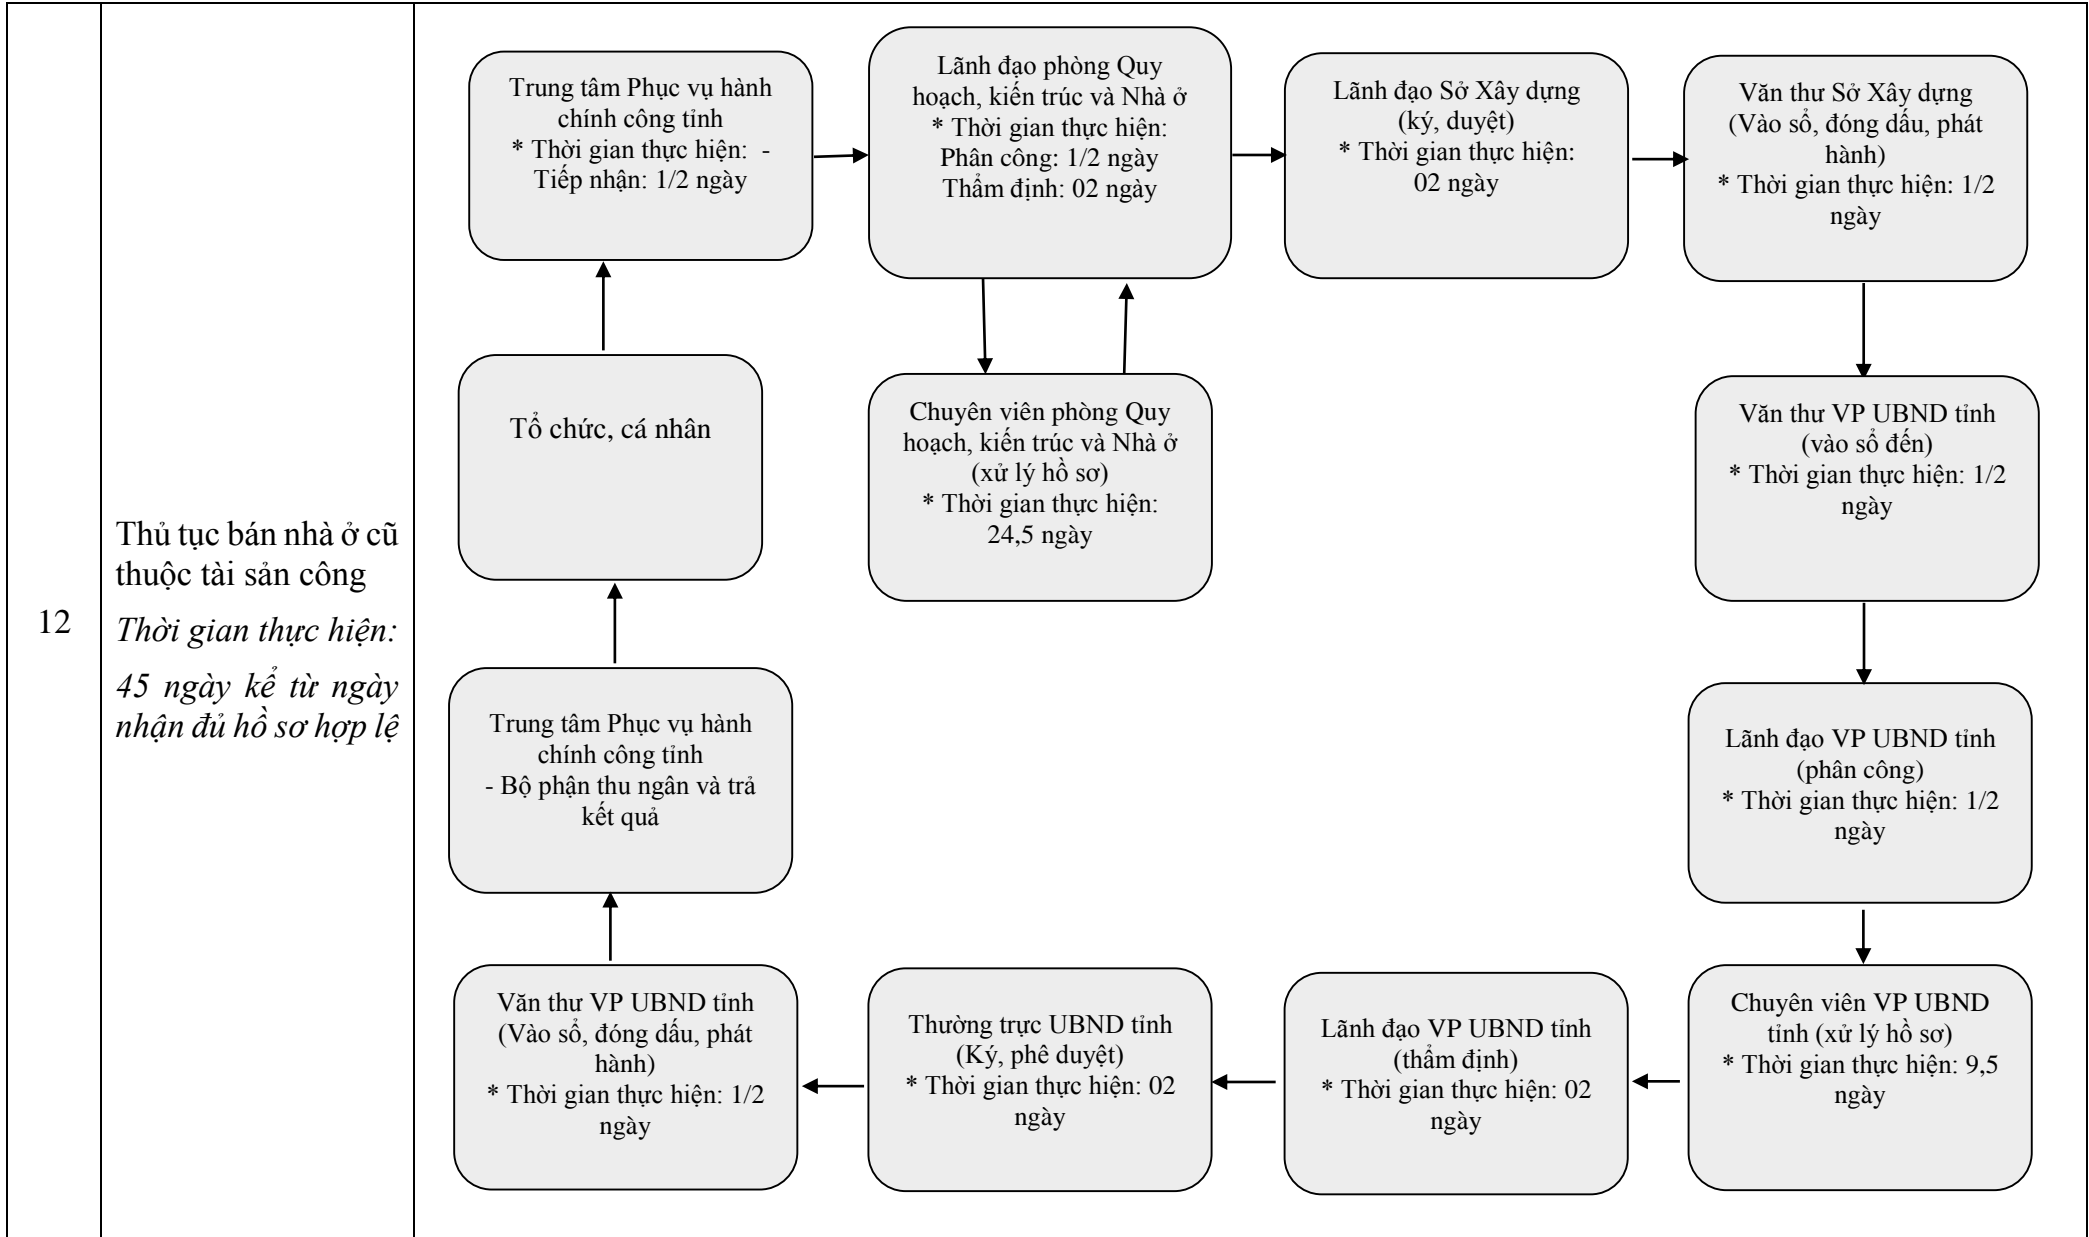 12
Thủ tục bán nhà ở cũ
thuộc tài sản công
Thời gian thực hiện:
45 ngày kể từ ngày
nhận đủ hồ sơ hợp lệ
Trung tâm Phục vụ hành
chính công tỉnh
* Thời gian thực hiện: -
Tiếp nhận: 1/2 ngày
Lãnh đạo phòng Quy
hoạch, kiến trúc và Nhà ở
* Thời gian thực hiện:
Phân công: 1/2 ngày
Thẩm định: 02 ngày
Lãnh đạo Sở Xây dựng
(ký, duyệt)
* Thời gian thực hiện:
02 ngày
Văn thư Sở Xây dựng
(Vào sổ, đóng dấu, phát
hành)
* Thời gian thực hiện: 1/2
ngày
Tổ chức, cá nhân
Chuyên viên phòng Quy
hoạch, kiến trúc và Nhà ở
(xử lý hồ sơ)
* Thời gian thực hiện:
24,5 ngày
Văn thư VP UBND tỉnh
(vào sổ đến)
* Thời gian thực hiện: 1/2
ngày
Trung tâm Phục vụ hành
chính công tỉnh
- Bộ phận thu ngân và trả
kết quả
Lãnh đạo VP UBND tỉnh
(phân công)
* Thời gian thực hiện: 1/2
ngày
Văn thư VP UBND tỉnh
(Vào sổ, đóng dấu, phát
hành)
* Thời gian thực hiện: 1/2
ngày
Thường trực UBND tỉnh
(Ký, phê duyệt)
* Thời gian thực hiện: 02
ngày
Lãnh đạo VP UBND tỉnh
(thẩm định)
* Thời gian thực hiện: 02
ngày
Chuyên viên VP UBND
tỉnh (xử lý hồ sơ)
* Thời gian thực hiện: 9,5
ngày